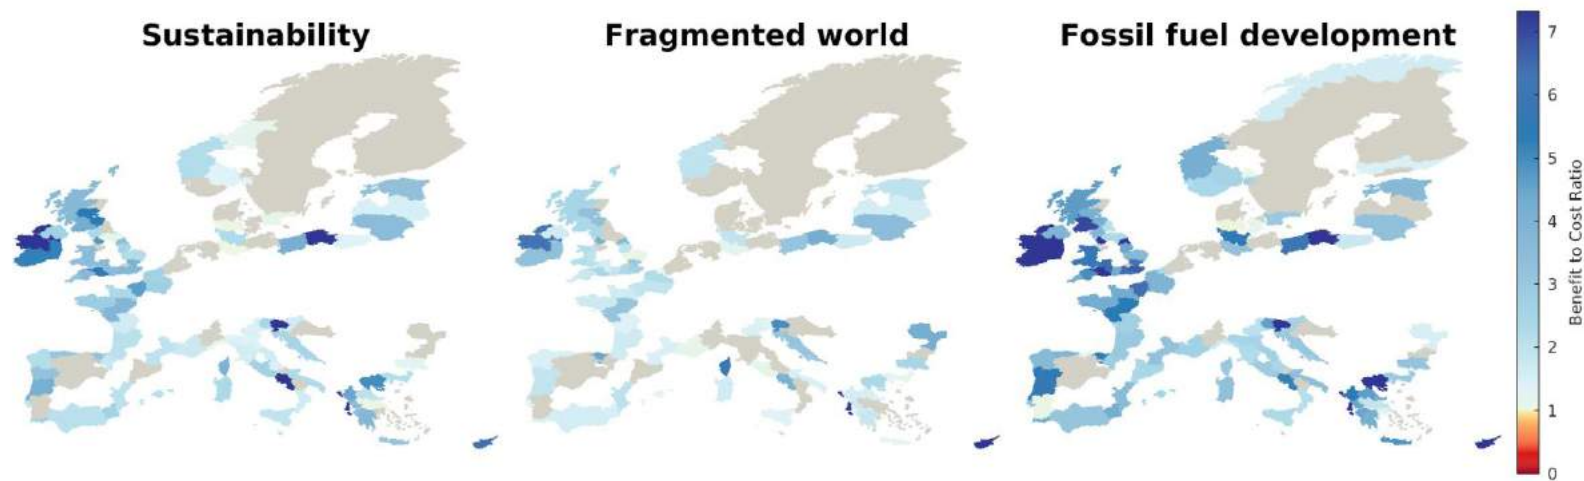 Sustainability
Fragmented world
Fossil fuel development
7
6
5
4
3
2
1
0
Benefit to Cost Ratio